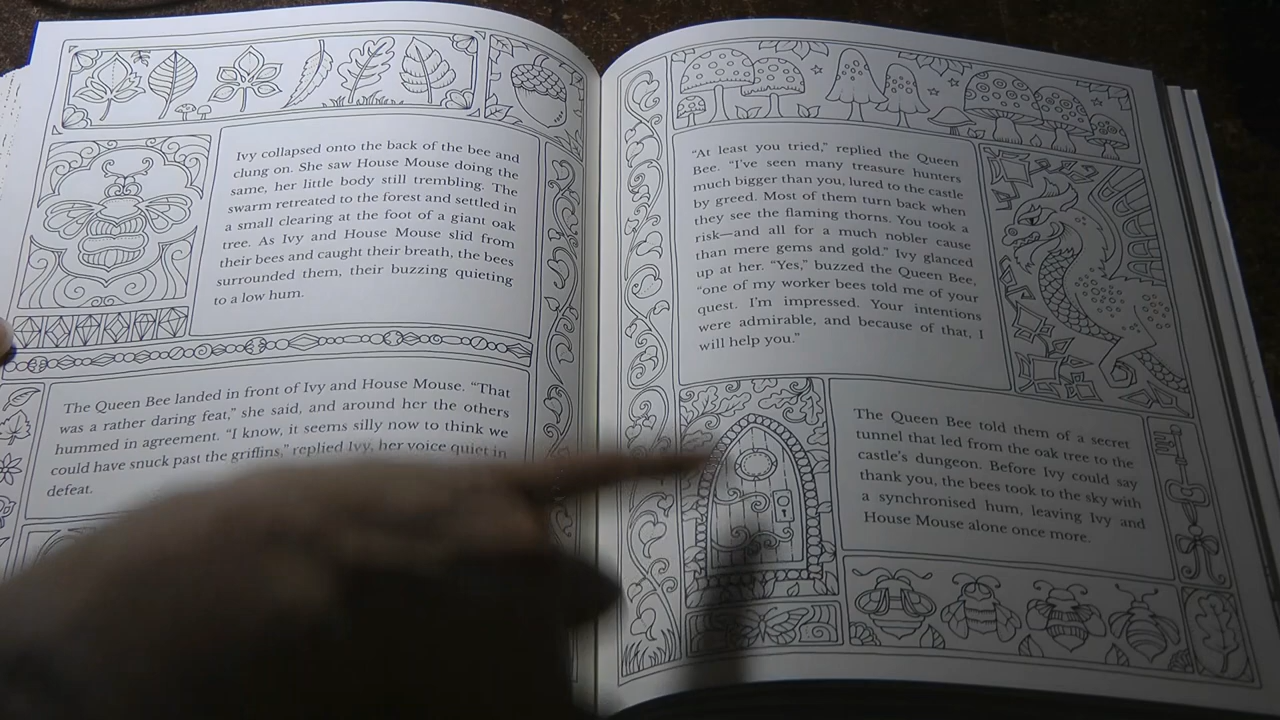 Ivy collapsed onto the back of the bee and
clung on. She saw House Mouse doing the
same, her little body still trembling. The
swarm retreated to the forest and settled in
a small clearing at the foot of a giant oak
tree. As Ivy and House Mouse slid from
their bees and caught their breath, the bees
surrounded them, their buzzing quieting
to a low hum.
The Queen Bee landed in front of Ivy and House Mouse. “That
was a rather daring feat,” she said, and around her the others
hummed in agreement. “I know, it seems silly now to think we
could have snuck past the griffins,” replied Ivy, her voice quiet in
defeat.
“At least you tried,” replied the Queen
Bee. “I’ve seen many treasure hunters
much bigger than you, lured to the castle
by greed. Most of them turn back when
they see the flaming thorns. You took a
risk—and all for a much nobler cause
than mere gems and gold.” Ivy glanced
up at her. “Yes,” buzzed the Queen Bee,
“one of my worker bees told me of your
quest. I’m impressed. Your intentions
were admirable, and because of that, I
will help you.”
The Queen Bee told them of a secret
tunnel that led from the oak tree to the
castle’s dungeon. Before Ivy could say
thank you, the bees took to the sky with
a synchronised hum, leaving Ivy and
House Mouse alone once more.